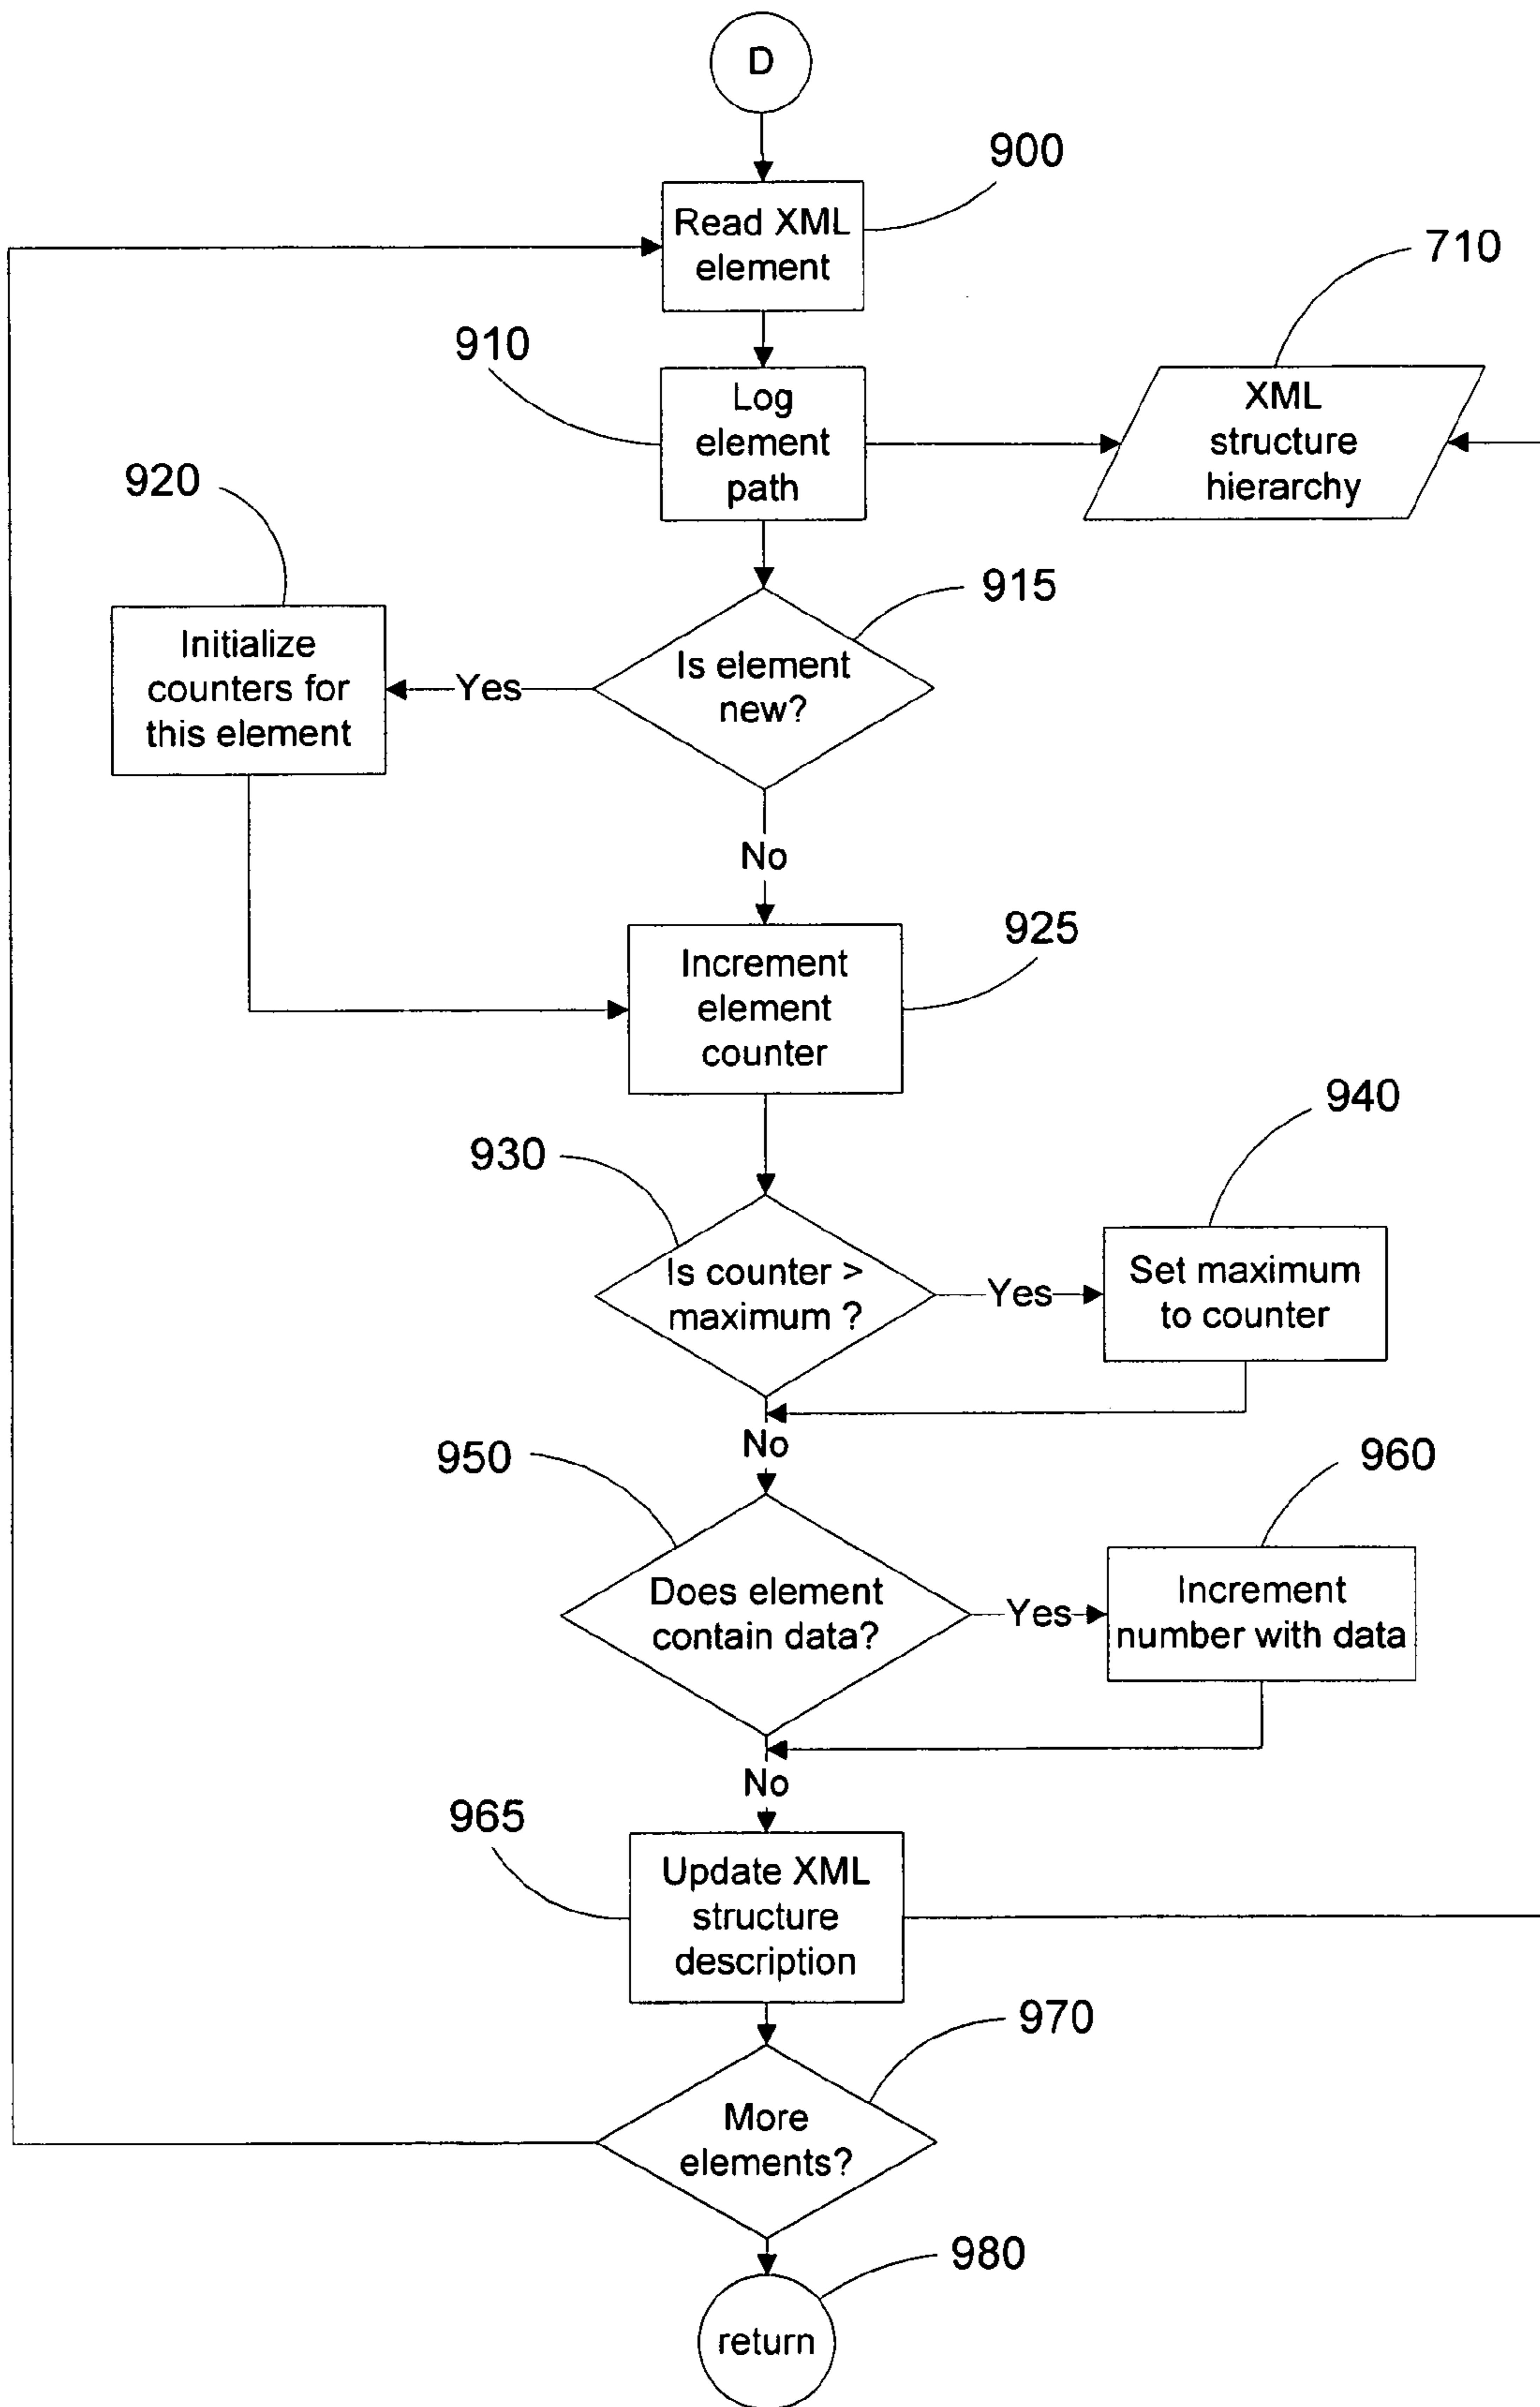 D
900
Read XML
element
710
910
Log
element
path
XML
structure
hierarchy
920
915
Initialize
counters for
this element
Yes
Is element
new?
No
925
Increment
element
counter
940
930
Is counter >
maximum ?
Yes
Set maximum
to counter
No
950
960
Does element
contain data?
Yes
Increment
number with data
No
965
Update XML
structure
description
970
More
elements?
980
return